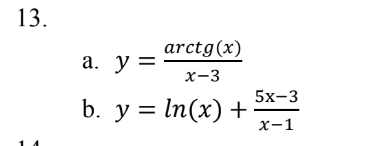 13.
a. y = arctg(x)/(x−3)
b. y = ln(x) + (5x−3)/(x−1)